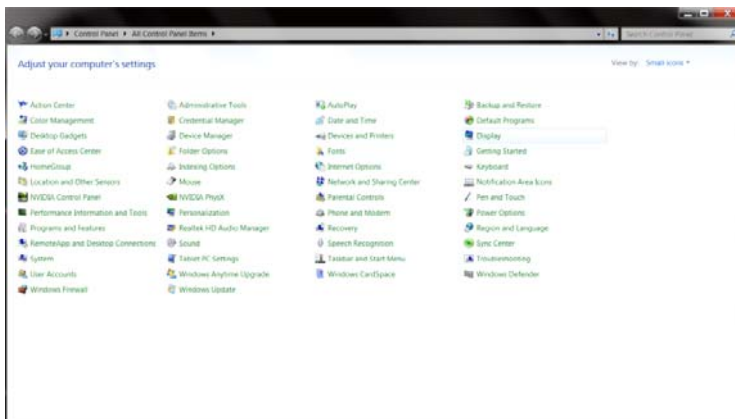 Control Panel All Control Panel Items
Search Control Panel
Adjust your computer's settings
View by: Small icons
Action Center Administrative Tools AutoPlay Backup and Restore
Color Management Credential Manager Date and Time Default Programs
Desktop Gadgets Device Manager Devices and Printers Display
Ease of Access Center Folder Options Fonts Getting Started
HomeGroup Indexing Options Internet Options Keyboard
Location and Other Sensors Mouse Network and Sharing Center Notification Area Icons
NVIDIA Control Panel NVIDIA PhysX Parental Controls Pen and Touch
Performance Information and Tools Personalization Phone and Modem Power Options
Programs and Features Realtek HD Audio Manager Recovery Region and Language
RemoteApp and Desktop Connections Sound Speech Recognition Sync Center
System Tablet PC Settings Taskbar and Start Menu Troubleshooting
User Accounts Windows Anytime Upgrade Windows CardSpace Windows Defender
Windows Firewall Windows Update